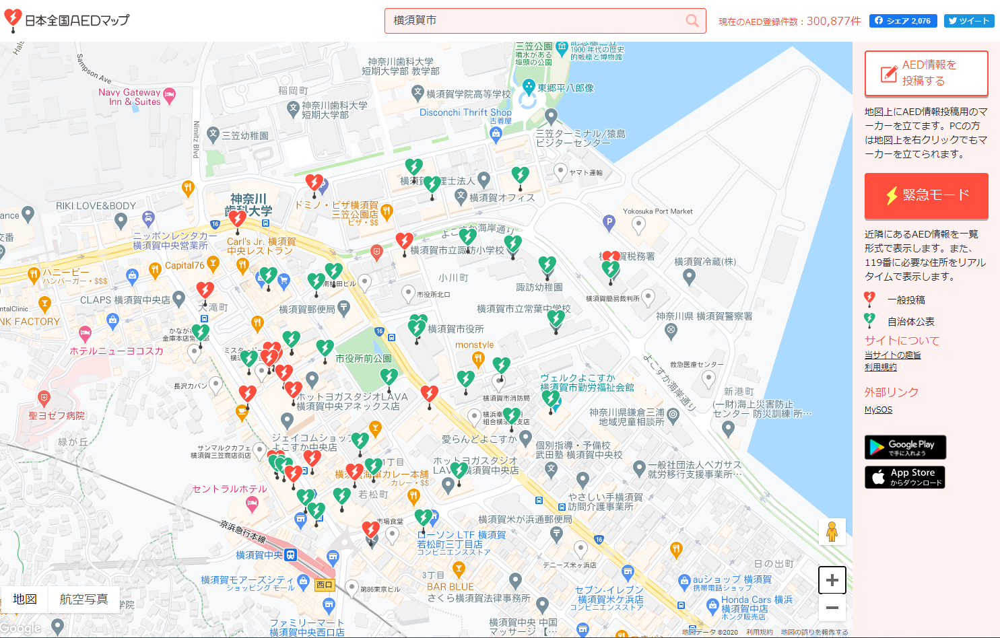 日本全国AEDマップ
横須賀市
現在のAED登録件数：300,877件
シェア 2,076
ツイート
Sampson Ave
Navy Gateway
Inn & Suites
Nimitz Blvd
稲岡町
神奈川歯科大学
短期大学部
神奈川歯科大学
短期大学部 教学部
三笠幼稚園
横須賀学院高等学校
Disconchi Thrift Shop
古着屋
三笠公園
噴水がある
埠頭の公園
記念艦三笠
1900 年代の歴史
的戦艦と博物館
東郷平八郎像
三笠ターミナル/猿島
ビジターセンター
ヤマト運輸
横須賀オフィス
Yokosuka Port Market
RIKI LOVE&BODY
神奈川
歯科大学
16
ドミノ・ピザ横須賀
三笠公園店
ピザ・$$
ニッポンレンタカー
横須賀中央営業所
Carl's Jr. 横須賀
中央レストラン
よこすか海岸通り
横須賀市立諏訪小学校
横須賀税務署
横須賀冷蔵(株)
Capital76
ハニービー
ハンバーガー・$$$
小川町
諏訪幼稚園
市役所北口
横須賀簡易裁判所
CLAPS 横須賀中央店
大滝町
横須賀郵便局
横須賀市立常葉中学校
神奈川県 横須賀警察署
ホテルニューヨコスカ
横須賀市役所
16
monstyle
市役所前公園
救急医療センター
よこすか海岸通り
新港町
長沢カバン
ホットヨガスタジオLAVA
横須賀中央アネックス店
横須賀市消防局
ヴェルクよこすか
横須賀市勤労福祉会館
(一財)海上災害防止
センター 防災訓練 所…
聖ヨゼフ病院
神奈川県鎌倉三浦
地域児童相談所
緑が丘
サンマルクカフェ
横須賀三笠商店街店
ジェイコムショップ
よこすか中央店
愛らんどよこすか
個別指導・予備校
武田塾 横須賀中央校
ホットヨガスタジオ
一般社団法人ペガサス
就労移行支援事業所…
横須賀海軍カレー本舗
カレー・$$
セントラルホテル
若松町
やさしい手横須賀
訪問介護事業所
京浜急行本線
市場食堂
横須賀米が浜通郵便局
ローソン LTF 横須賀
若松町三丁目店
コンビニエンスストア
16
横須賀中央
デニーズ米ヶ浜店
日の出町
横須賀モアーズシティ
ショッピング モール
西口
第86東京ビル
3丁目
BAR BLUE
さくら横須賀法律事務所
セブン-イレブン
横須賀米ケ浜店
コンビニエンスストア
auショップ 横須賀
携帯電話ショップ
Honda Cars 横浜
横須賀中店
ホンダ販売店
ファミリーマート
横須賀中央西口店
横須賀中央 中国
マッサージ 【…
地図
航空写真
Google
地図データ ©2020
利用規約
地図の誤りを報告する
AED情報を
投稿する
地図上にAED情報投稿用のマ
ーカーを立てます。PCの方
は地図上を右クリックでもマ
ーカーを立てられます。
緊急モード
近隣にあるAED情報を一覧
形式で表示します。また、
119番に必要な住所をリアル
タイムで表示します。
一般投稿
自治体公表
サイトについて
当サイトの趣旨
利用規約
外部リンク
MySOS
Google Play
で手に入れよう
App Store
からダウンロード